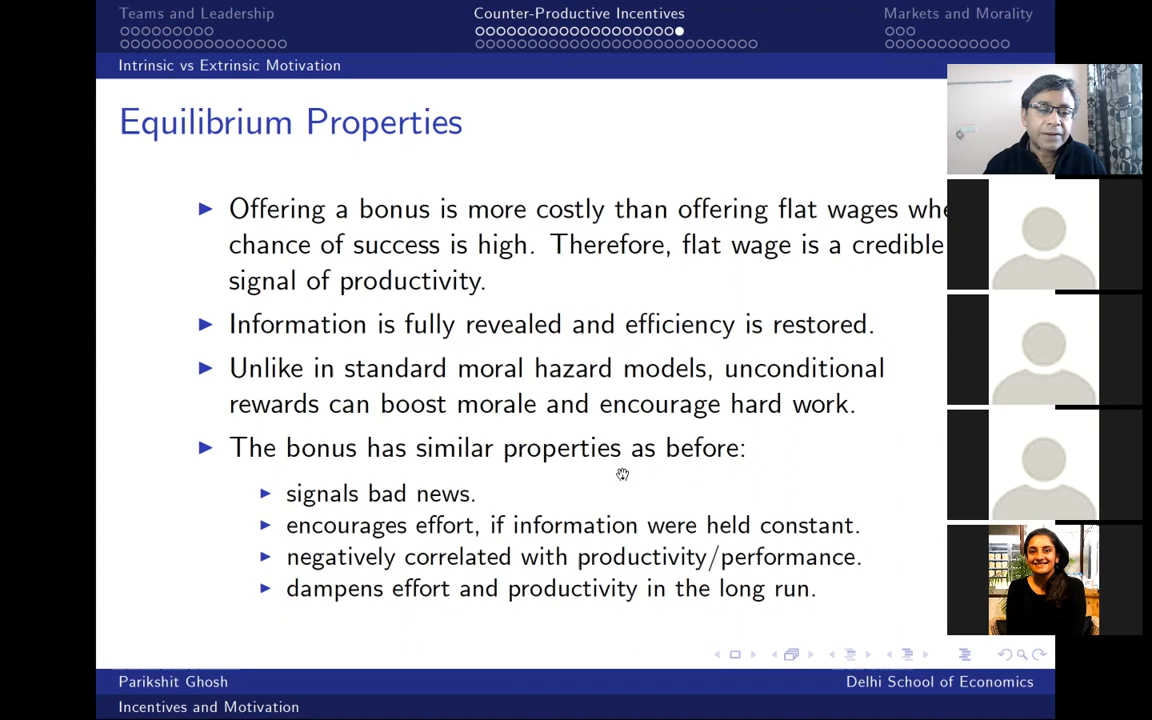 Teams and Leadership
Counter-Productive Incentives
Markets and Morality
Intrinsic vs Extrinsic Motivation
Equilibrium Properties
Offering a bonus is more costly than offering flat wages
chance of success is high. Therefore, flat wage is a credible
signal of productivity.
Information is fully revealed and efficiency is restored.
Unlike in standard moral hazard models, unconditional
rewards can boost morale and encourage hard work.
The bonus has similar properties as before:
signals bad news.
encourages effort, if information were held constant.
negatively correlated with productivity/performance.
dampens effort and productivity in the long run.
Parikshit Ghosh
Delhi School of Economics
Incentives and Motivation